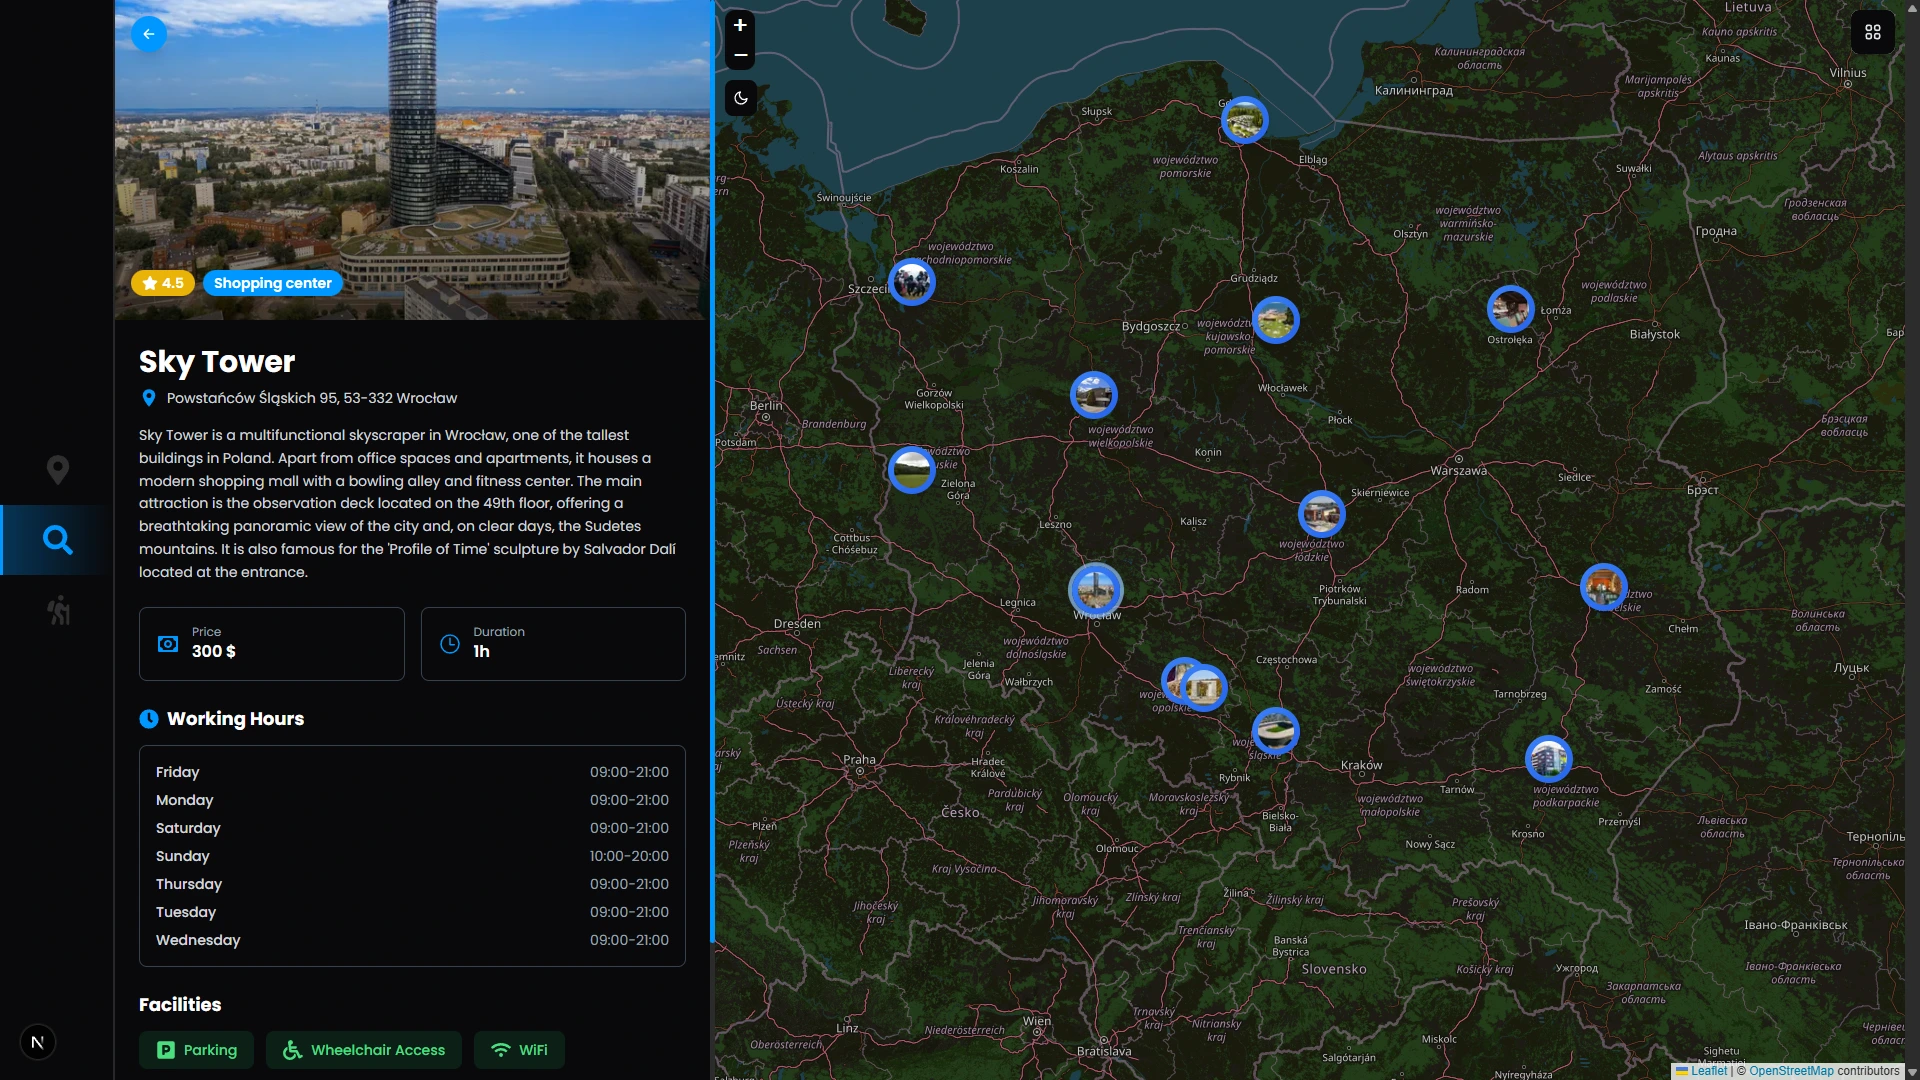 4.5
Shopping center
Sky Tower
Powstańców Śląskich 95, 53-332 Wrocław
Sky Tower is a multifunctional skyscraper in Wrocław, one of the tallest
buildings in Poland. Apart from office spaces and apartments, it houses a
modern shopping mall with a bowling alley and fitness center. The main
attraction is the observation deck located on the 49th floor, offering a
breathtaking panoramic view of the city and, on clear days, the Sudetes
mountains. It is also famous for the 'Profile of Time' sculpture by Salvador Dalí
located at the entrance.
Price
300 $
Duration
1h
Working Hours
Friday 09:00-21:00
Monday 09:00-21:00
Saturday 09:00-21:00
Sunday 10:00-20:00
Thursday 09:00-21:00
Tuesday 09:00-21:00
Wednesday 09:00-21:00
Facilities
Parking
Wheelchair Access
WiFi
N
+
−
Lietuva
Kauno apskritis
Kaunas
Vilnius
Marijampolės
apskritis
Калининградская
область
Калининград
Alytaus apskritis
Słupsk
Koszalin
Świnoujście
województwo
pomorskie
Elbląg
Suwałki
Гродзенская
вобласць
Гродна
województwo
warmińsko-
mazurskie
Olsztyn
Grudziądz
Bydgoszcz
województwo
podlaskie
Łomża
Ostrołęka
Białystok
Włocławek
Płock
Gorzów
Wielkopolski
Berlin
Potsdam
Brandenburg
województwo
wielkopolskie
Konin
Warszawa
Siedlce
Брэст
Брэсцкая
вобласць
Zielona
Góra
Skierniewice
Leszno
Kalisz
Cottbus
- Chóśebuz
województwo
łódzkie
Piotrków
Trybunalski
Radom
Chełm
Волинська
область
Legnica
Wrocław
Dresden
Sachsen
województwo
dolnośląskie
Jelenia
Góra
Wałbrzych
Liberecký
kraj
Ústecký kraj
Częstochowa
województwo
świętokrzyskie
Tarnobrzeg
Zamość
Луцьк
opolskie
śląskie
Královéhradecký
kraj
Praha
Hradec
Králové
Pardubický
kraj
Olomoucký
kraj
Moravskoslezský
kraj
Rybnik
Kraków
Tarnów
województwo
małopolskie
województwo
podkarpackie
Przemyśl
Krosno
Львівська
область
Česko
Plzeň
Plzeňský
kraj
Bielsko-
Biała
Nowy Sącz
Olomouc
Kraj Vysočina
Jihočeský
kraj
Jihomoravský
kraj
Zlínský kraj
Žilina
Žilinský kraj
Prešovský
kraj
Trenčiansky
kraj
Banská
Bystrica
Slovensko
Košický kraj
Ужгород
Івано-Франківськ
Івано-Франківська
область
Закарпатська
область
Linz
Niederösterreich
Oberösterreich
Wien
Bratislava
Trnavský
kraj
Nitriansky
kraj
Salgótarján
Miskolc
Nyíregyháza
Leaflet | © OpenStreetMap contributors